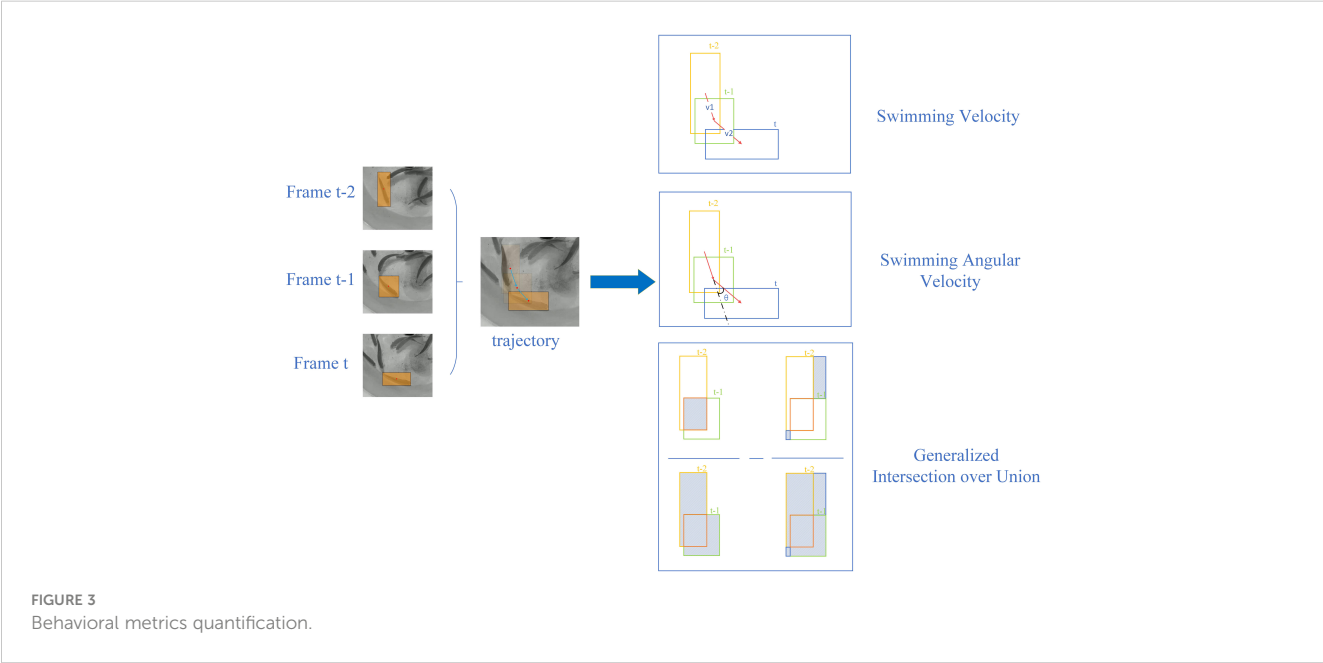 Frame t-2
Frame t-1
Frame t
trajectory
t-2
t-1
v1
t
v2
Swimming Velocity
t-2
t-1
t
θ
Swimming Angular
Velocity
t-2
t-2
t-1
t-1
t-2
t-2
t-1
t-1
Generalized
Intersection over Union
FIGURE 3
Behavioral metrics quantification.